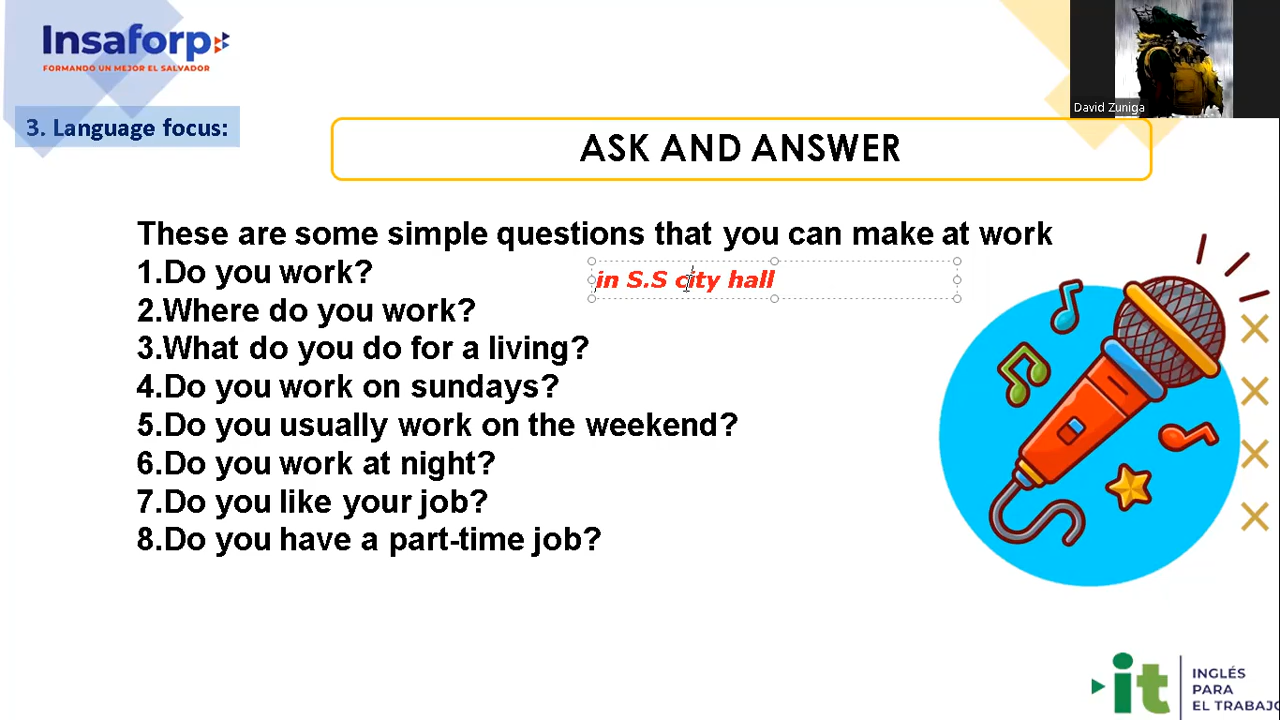 Insaforp
FORMANDO UN MEJOR EL SALVADOR
David Zuniga
3. Language focus:
ASK AND ANSWER
These are some simple questions that you can make at work
1.Do you work?
in S.S city hall
2.Where do you work?
3.What do you do for a living?
4.Do you work on sundays?
5.Do you usually work on the weekend?
6.Do you work at night?
7.Do you like your job?
8.Do you have a part-time job?
it
INGLÉS
PARA
EL TRABAJO